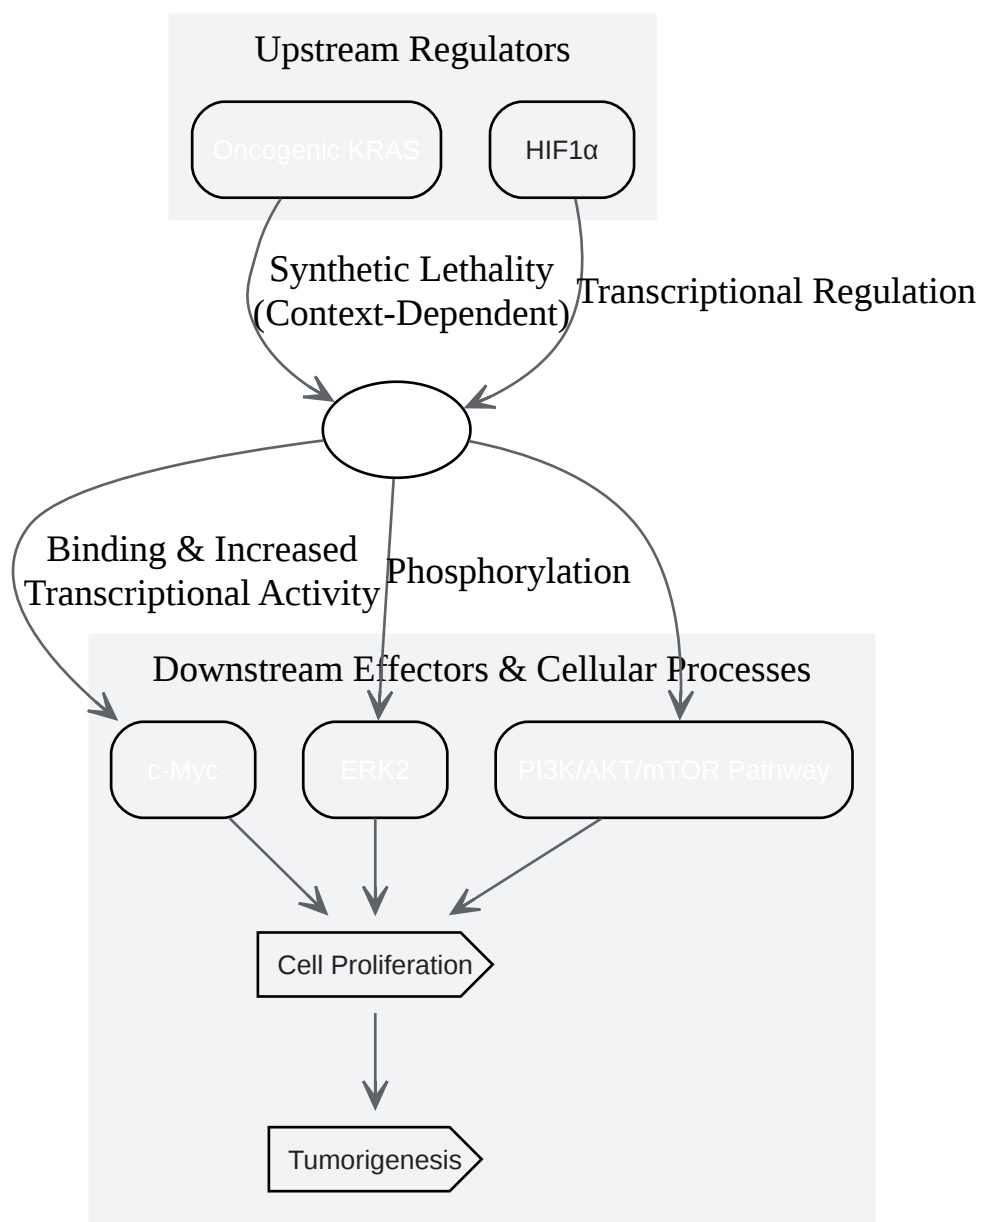 Upstream Regulators
Oncogenic KRAS
HIF1α
Synthetic Lethality
(Context-Dependent)
Transcriptional Regulation
Binding & Increased
Transcriptional Activity
Phosphorylation
Downstream Effectors & Cellular Processes
c-Myc
ERK2
PI3K/AKT/mTOR Pathway
Cell Proliferation
Tumorigenesis